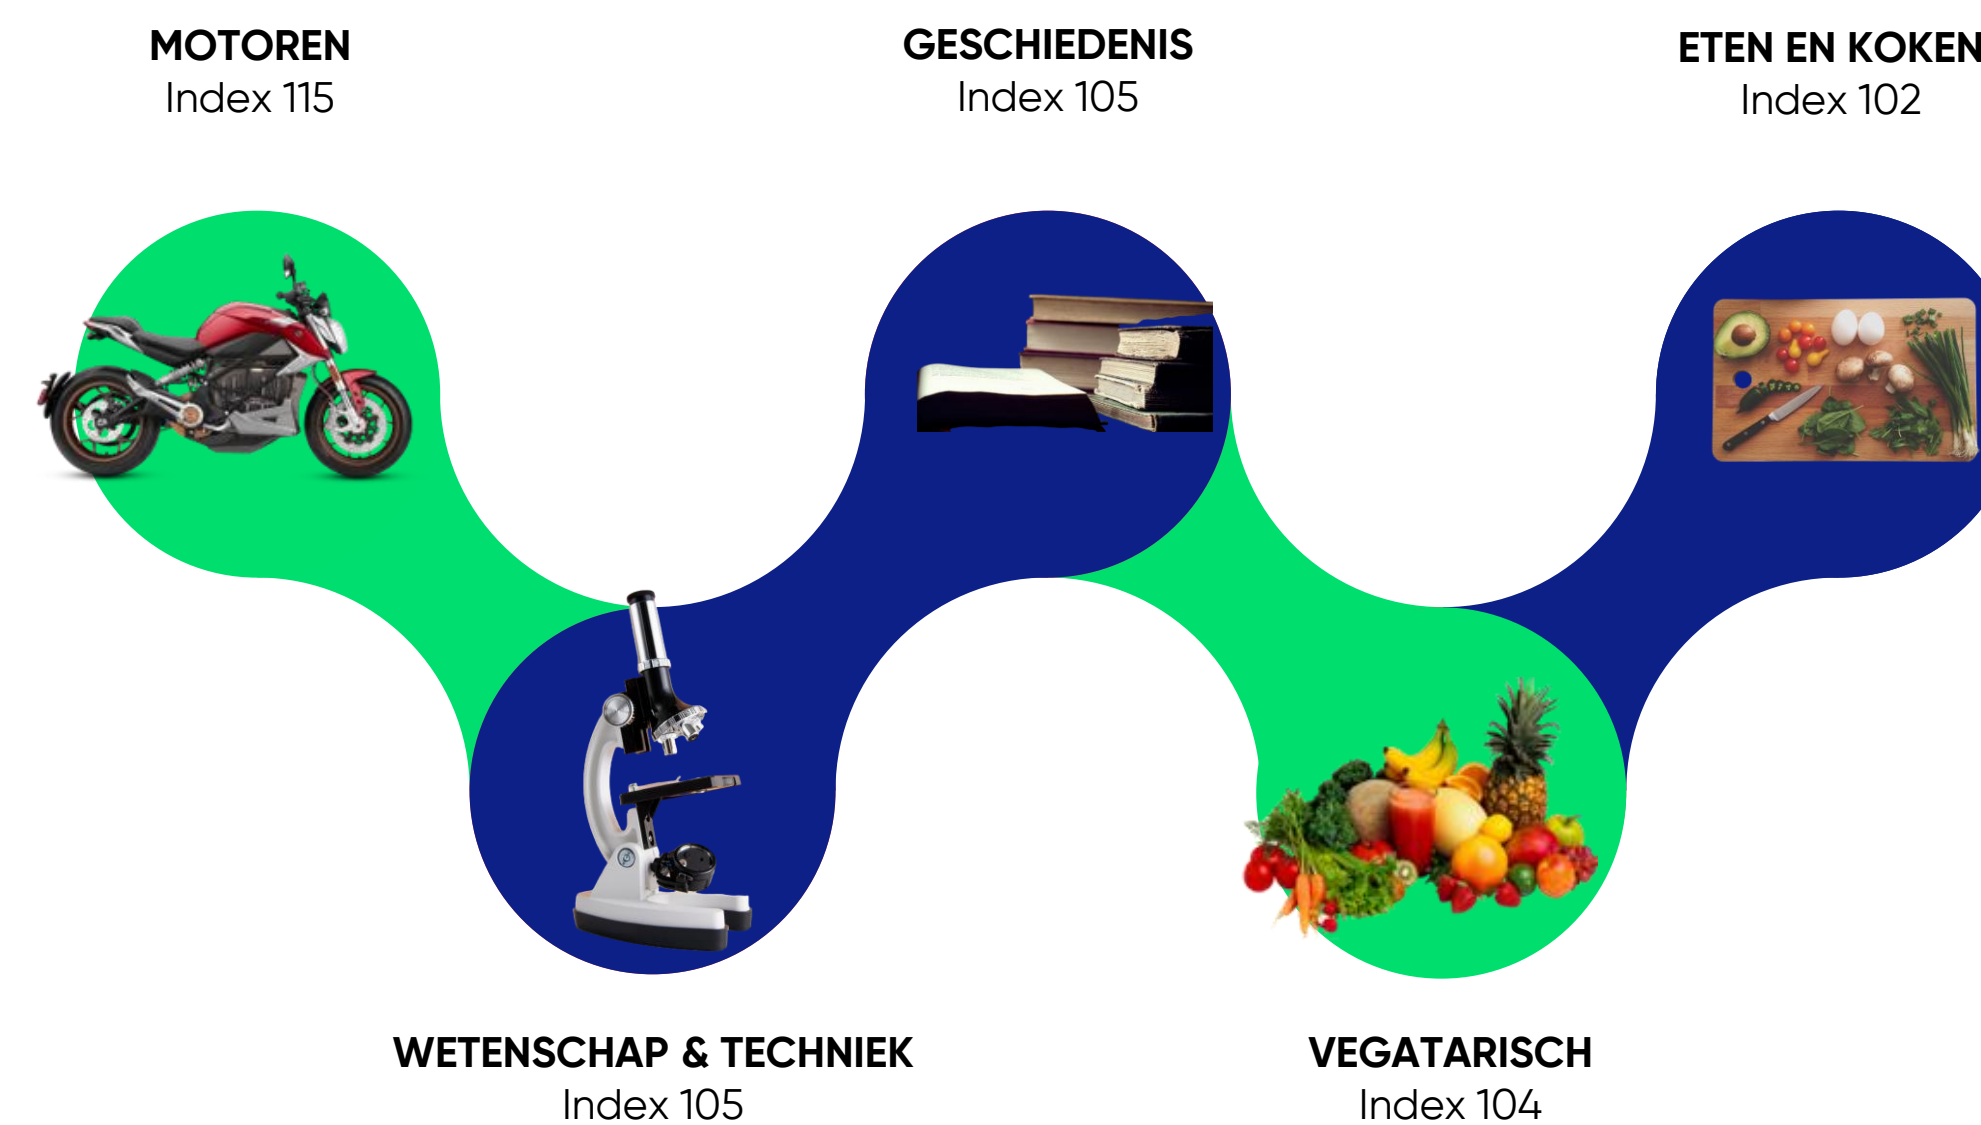 MOTOREN
Index 115
GESCHIEDENIS
Index 105
ETEN EN KOKEN
Index 102
WETENSCHAP & TECHNIEK
Index 105
VEGATARISCH
Index 104